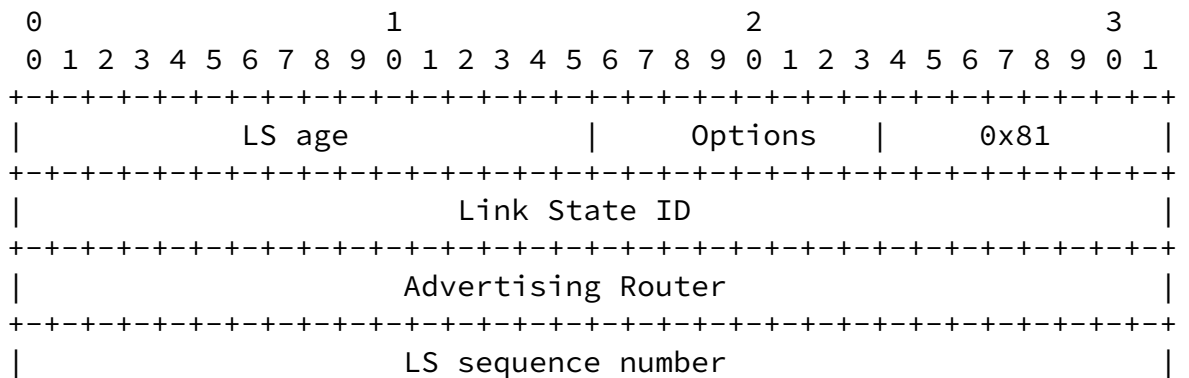 0                   1                   2                   3
 0 1 2 3 4 5 6 7 8 9 0 1 2 3 4 5 6 7 8 9 0 1 2 3 4 5 6 7 8 9 0 1
+-+-+-+-+-+-+-+-+-+-+-+-+-+-+-+-+-+-+-+-+-+-+-+-+-+-+-+-+-+-+-+-+
|            LS age             |     Options   |     0x81      |
+-+-+-+-+-+-+-+-+-+-+-+-+-+-+-+-+-+-+-+-+-+-+-+-+-+-+-+-+-+-+-+-+
|                        Link State ID                          |
+-+-+-+-+-+-+-+-+-+-+-+-+-+-+-+-+-+-+-+-+-+-+-+-+-+-+-+-+-+-+-+-+
|                     Advertising Router                        |
+-+-+-+-+-+-+-+-+-+-+-+-+-+-+-+-+-+-+-+-+-+-+-+-+-+-+-+-+-+-+-+-+
|                     LS sequence number                        |